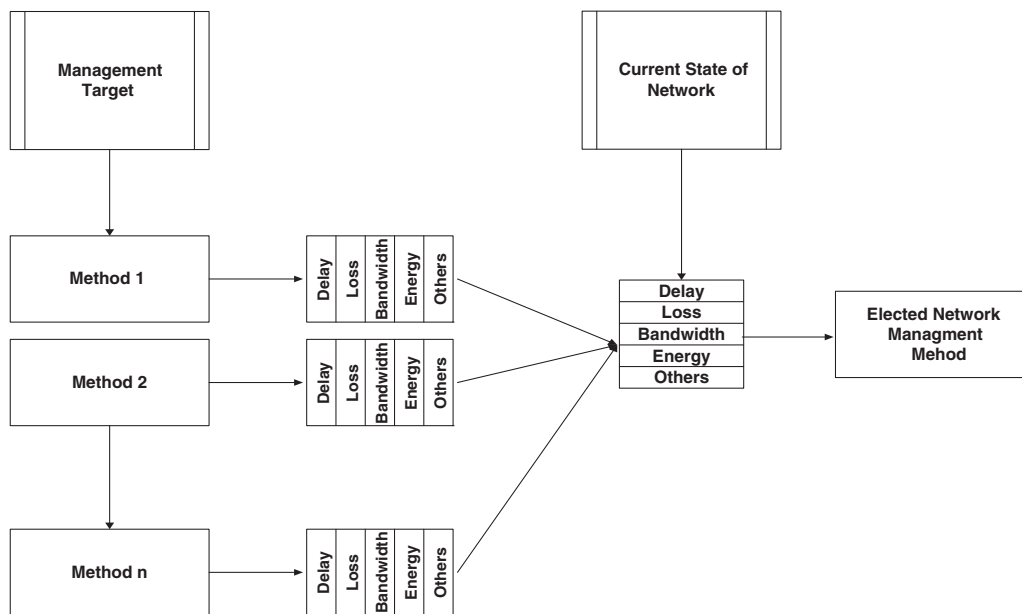 Management
Target
Current State of
Network
Method 1
Delay
Loss
Bandwidth
Energy
Others
Method 2
Delay
Loss
Bandwidth
Energy
Others
Method n
Delay
Loss
Bandwidth
Energy
Others
Delay
Loss
Bandwidth
Energy
Others
Elected Network
Managment
Mehod